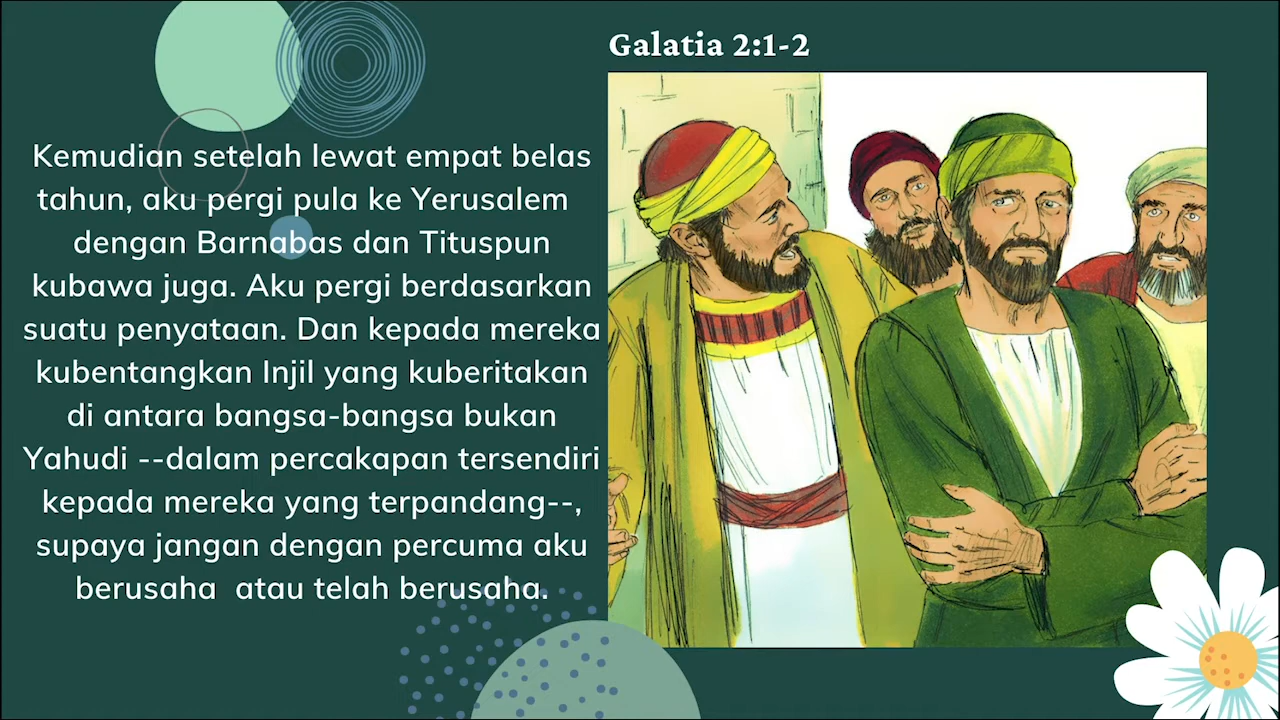 Galatia 2:1-2
Kemudian setelah lewat empat belas
tahun, aku pergi pula ke Yerusalem
dengan Barnabas dan Tituspun
kubawa juga. Aku pergi berdasarkan
suatu penyataan. Dan kepada mereka
kubentangkan Injil yang kuberitakan
di antara bangsa-bangsa bukan
Yahudi --dalam percakapan tersendiri
kepada mereka yang terpandang--,
supaya jangan dengan percuma aku
berusaha atau telah berusaha.